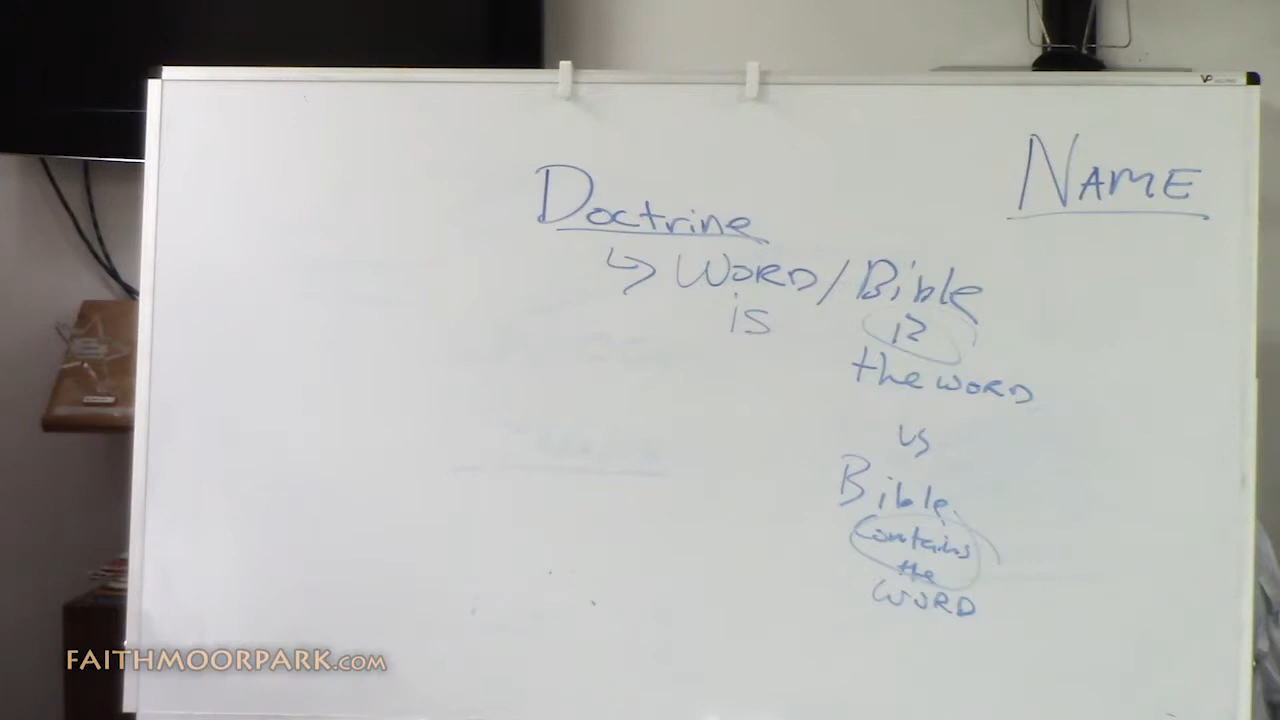 NAME
Doctrine
↳ WORD/Bible
is
is
the WORD
vs
Bible
Contains
the
WORD
FAITHMOORPARK.COM